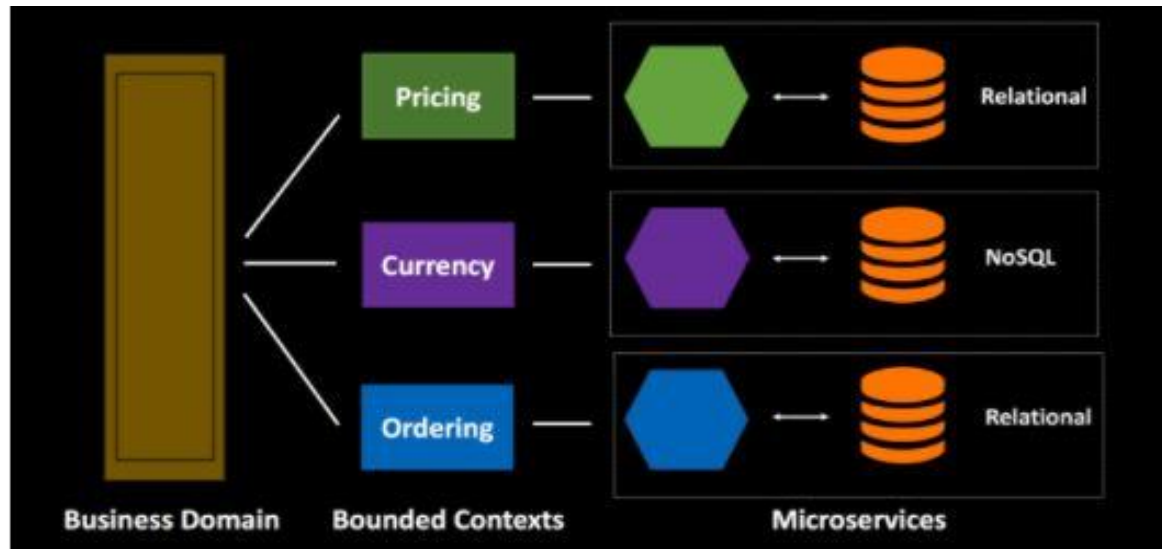 Pricing
Relational
Currency
NoSQL
Ordering
Relational
Business Domain
Bounded Contexts
Microservices